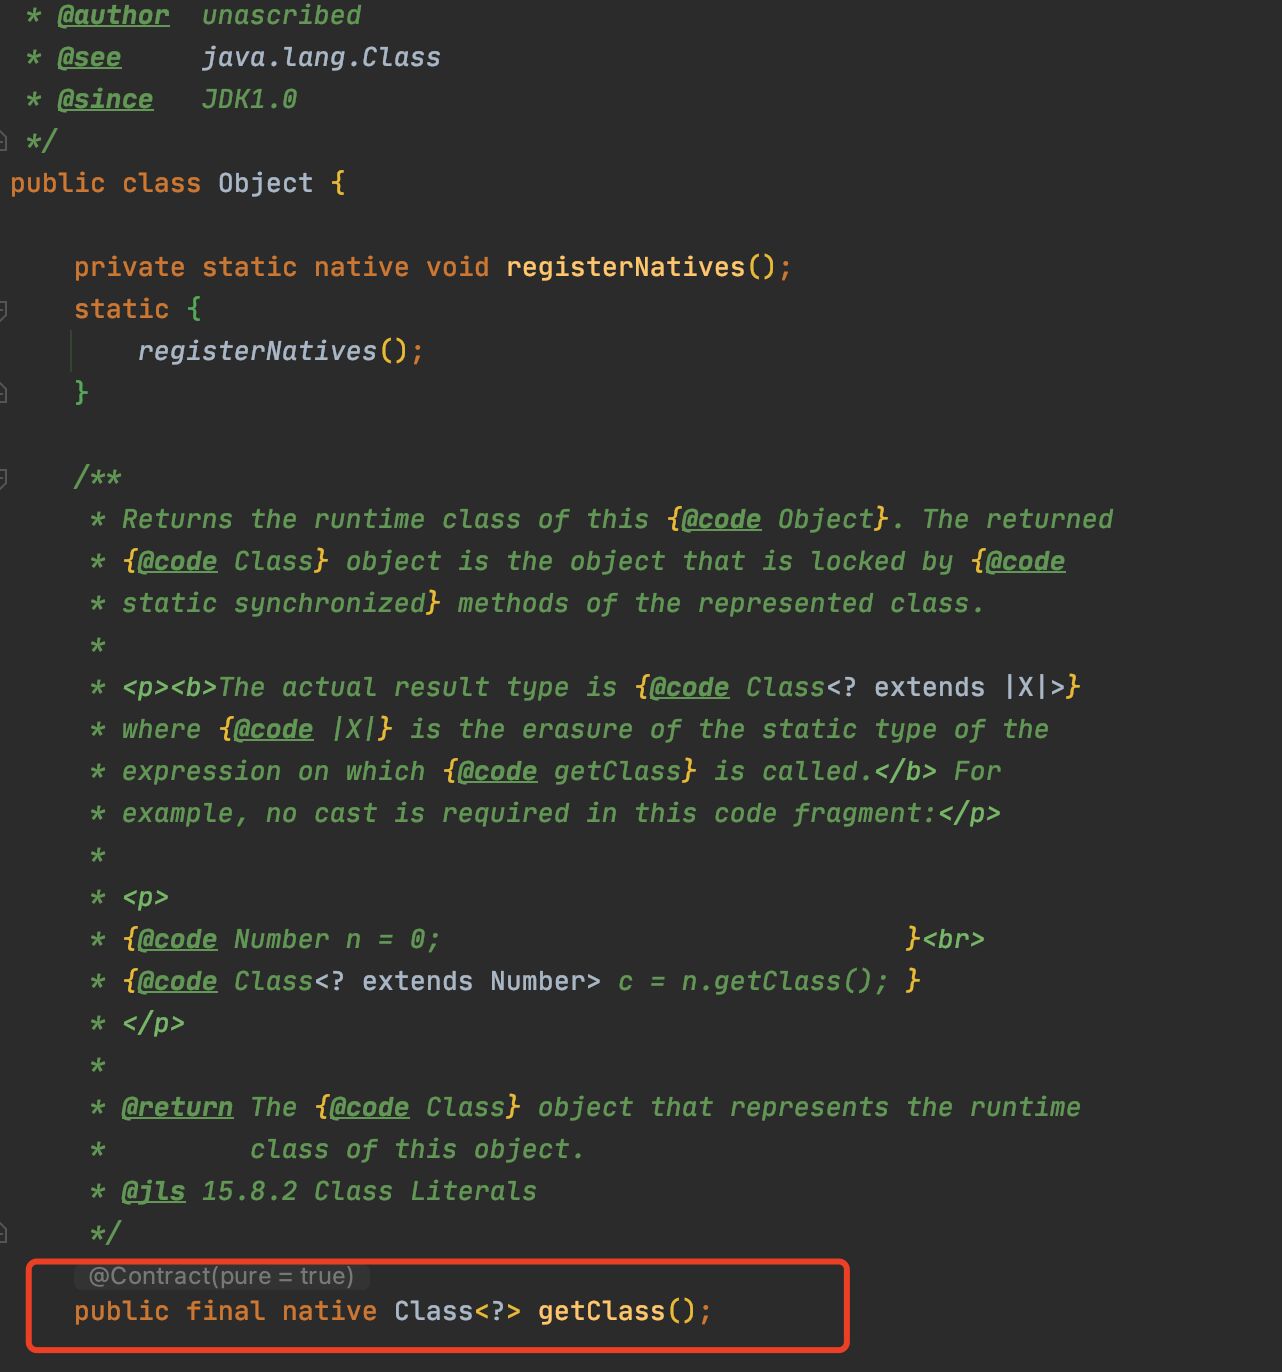 * @author  unascribed
* @see     java.lang.Class
* @since   JDK1.0
*/
public class Object {
    private static native void registerNatives();
    static {
        registerNatives();
    }
    /**
     * Returns the runtime class of this {@code Object}. The returned
     * {@code Class} object is the object that is locked by {@code
     * static synchronized} methods of the represented class.
     *
     * <p><b>The actual result type is {@code Class<? extends |X|>}
     * where {@code |X|} is the erasure of the static type of the
     * expression on which {@code getClass} is called.</b> For
     * example, no cast is required in this code fragment:</p>
     *
     * <p>
     * {@code Number n = 0;                             }<br>
     * {@code Class<? extends Number> c = n.getClass(); }
     * </p>
     *
     * @return The {@code Class} object that represents the runtime
     *         class of this object.
     * @jls 15.8.2 Class Literals
     */
    @Contract(pure = true)
    public final native Class<?> getClass();